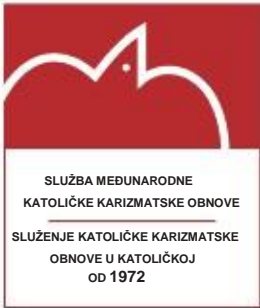 SLUŽBA MEĐUNARODNE
KATOLIČKE KARIZMATSKE OBNOVE
SLUŽENJE KATOLIČKE KARIZMATSKE
OBNOVE U KATOLIČKOJ
OD 1972